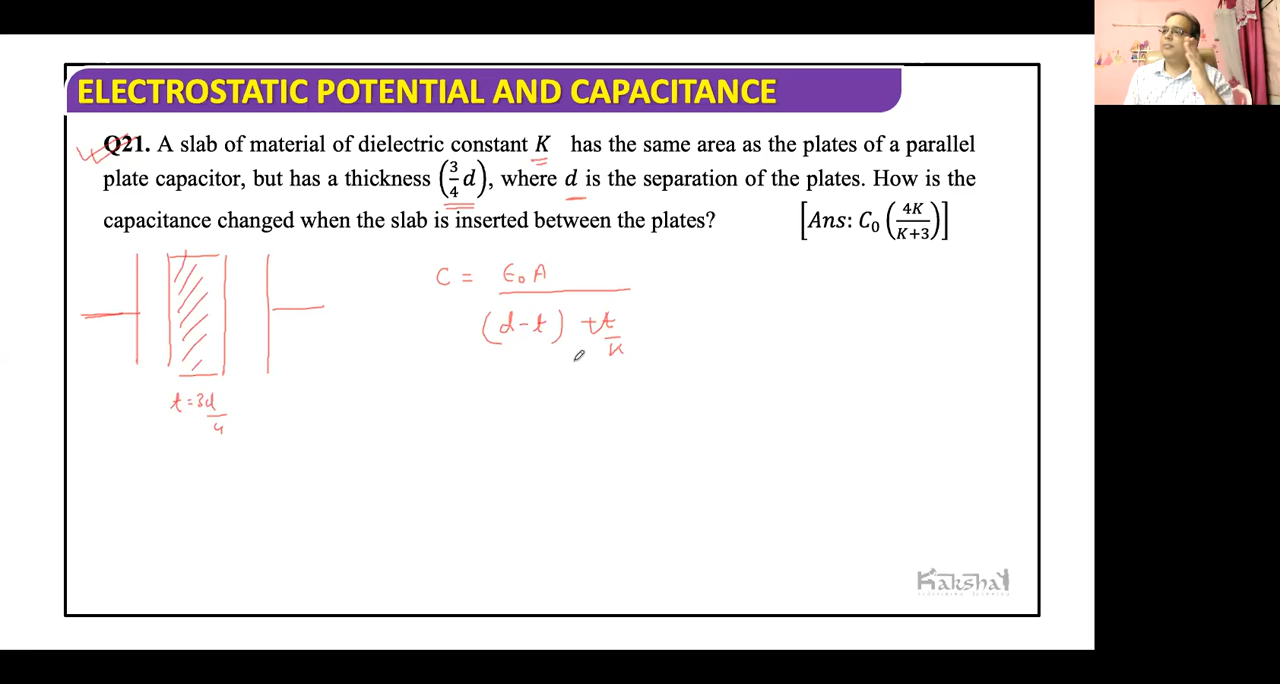 ELECTROSTATIC POTENTIAL AND CAPACITANCE
Q21. A slab of material of dielectric constant K has the same area as the plates of a parallel
plate capacitor, but has a thickness (3/4 d), where d is the separation of the plates. How is the
capacitance changed when the slab is inserted between the plates? [Ans: C₀ (4K/K+3)]
C = ε₀ A
(d-t) + t/K
t = 3d/4
Kaksha
REDEFINING LEARNING